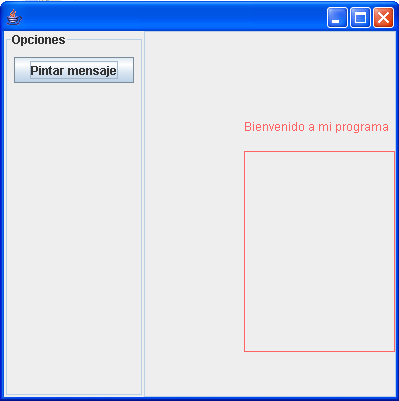 Opciones
Pintar mensaje
Bienvenido a mi programa